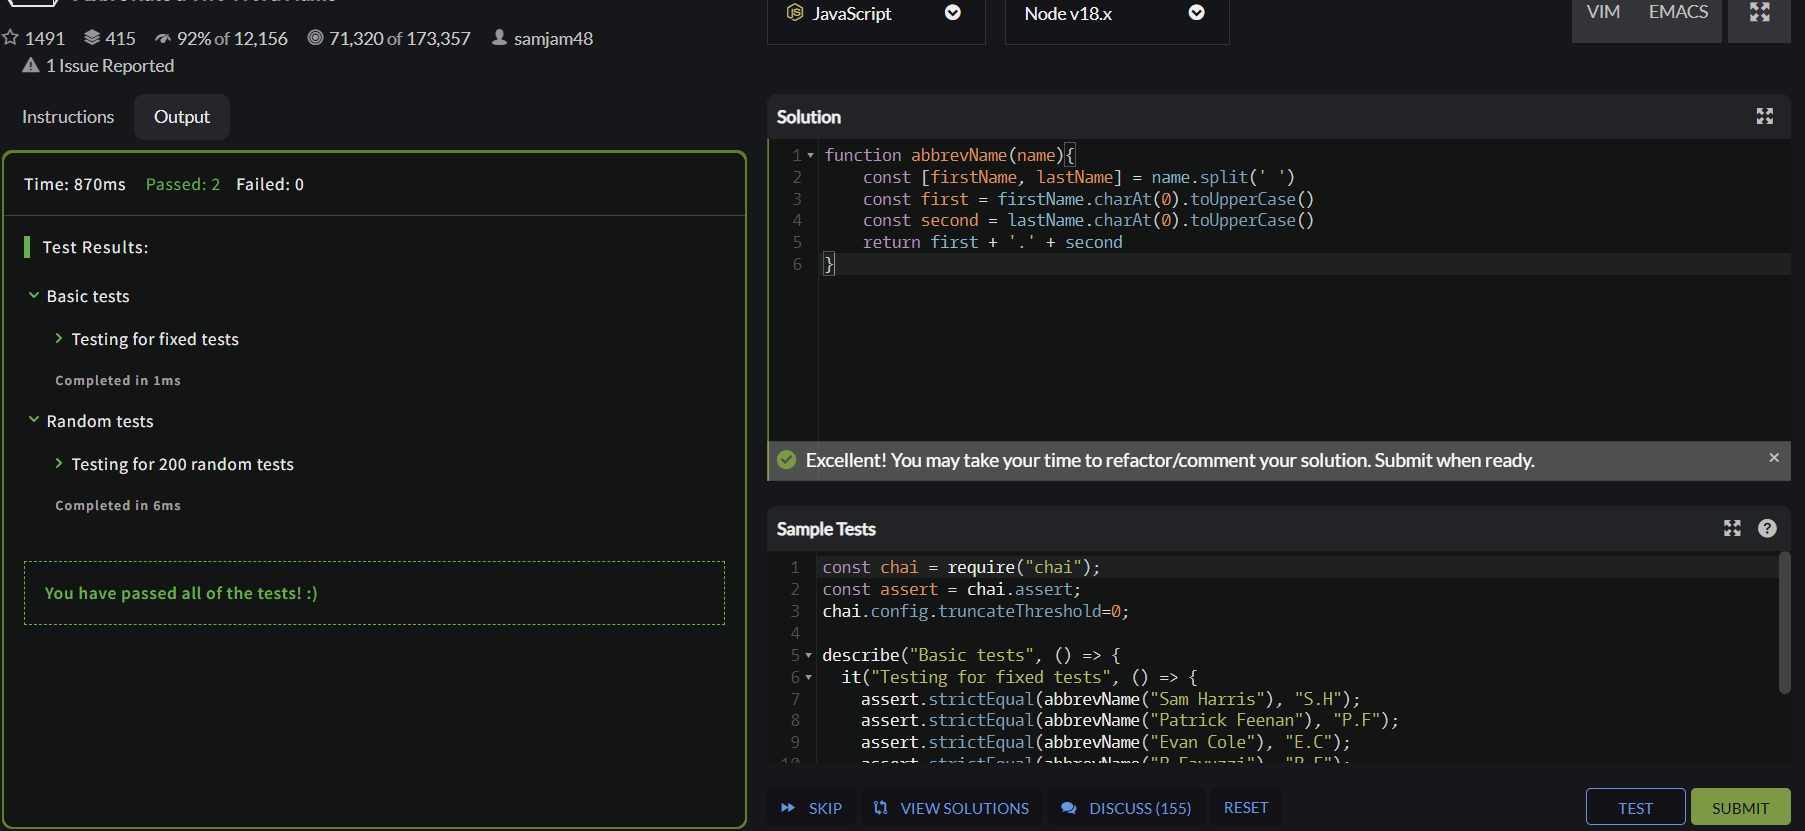 JavaScript
Node v18.x
VIM EMACS
1491 415 92% of 12,156 71,320 of 173,357 samjam48
1 Issue Reported
Instructions Output
Time: 870ms Passed: 2 Failed: 0
Test Results:
Basic tests
Testing for fixed tests
Completed in 1ms
Random tests
Testing for 200 random tests
Completed in 6ms
You have passed all of the tests! :)
Solution
1 function abbrevName(name){
2 const [firstName, lastName] = name.split(' ')
3 const first = firstName.charAt(0).toUpperCase()
4 const second = lastName.charAt(0).toUpperCase()
5 return first + '.' + second
6 }
Excellent! You may take your time to refactor/comment your solution. Submit when ready.
Sample Tests
1 const chai = require("chai");
2 const assert = chai.assert;
3 chai.config.truncateThreshold=0;
4
5 describe("Basic tests", () => {
6 it("Testing for fixed tests", () => {
7 assert.strictEqual(abbrevName("Sam Harris"), "S.H");
8 assert.strictEqual(abbrevName("Patrick Feenan"), "P.F");
9 assert.strictEqual(abbrevName("Evan Cole"), "E.C");
10 assert.strictEqual(abbrevName("P Favuzzi"), "P.F");
SKIP VIEW SOLUTIONS DISCUSS (155) RESET TEST SUBMIT